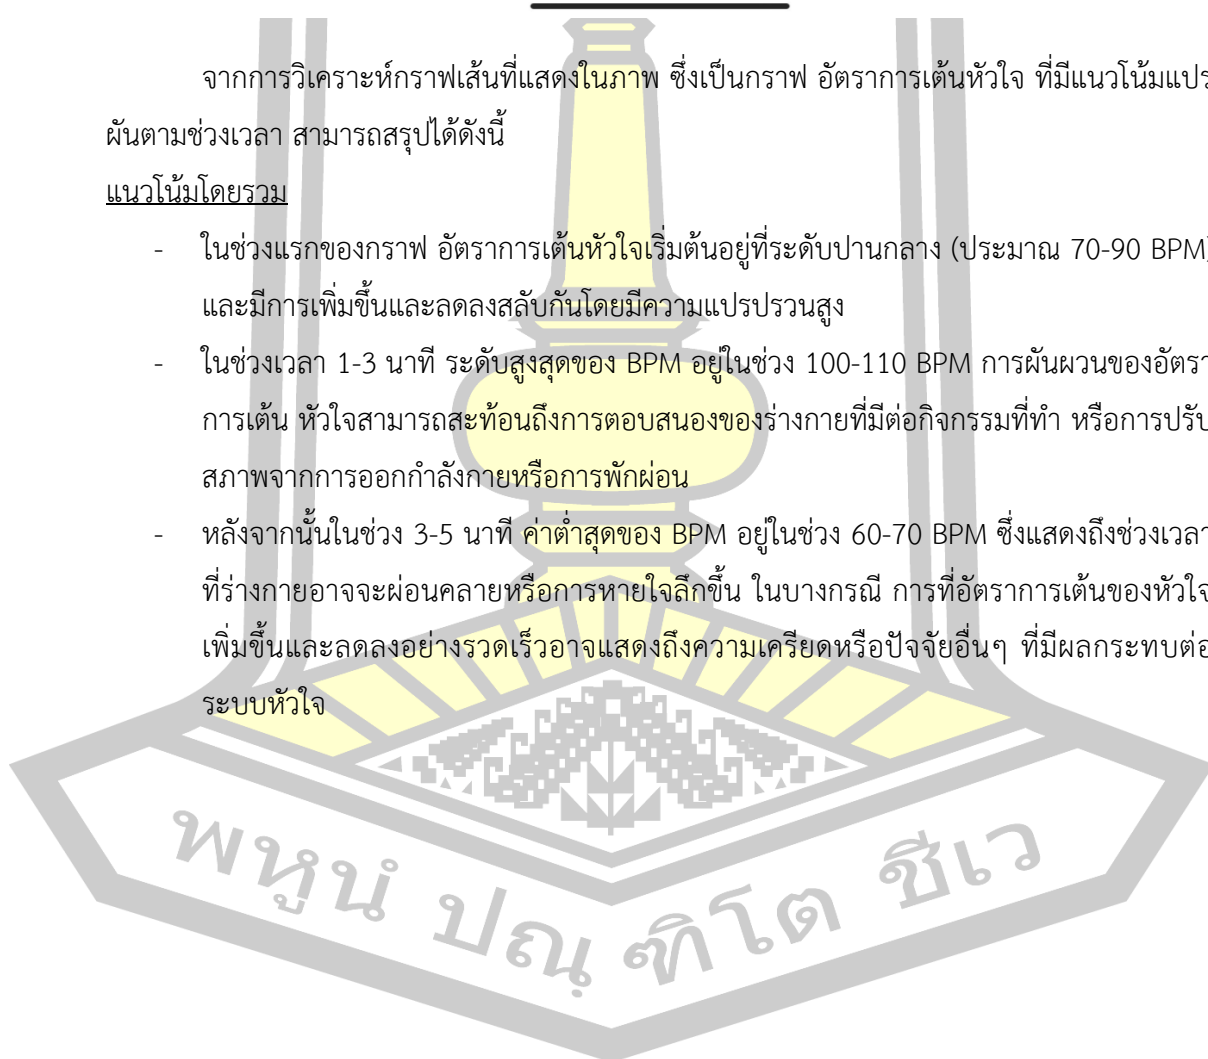 จากการวิเคราะห์กราฟเส้นที่แสดงในภาพ ซึ่งเป็นกราฟ อัตราการเต้นหัวใจ ที่มีแนวโน้มแปร
ผันตามช่วงเวลา สามารถสรุปได้ดังนี้
แนวโน้มโดยรวม
- ในช่วงแรกของกราฟ อัตราการเต้นหัวใจเริ่มต้นอยู่ที่ระดับปานกลาง (ประมาณ 70-90 BPM)
และมีการเพิ่มขึ้นและลดลงสลับกันโดยมีความแปรปรวนสูง
- ในช่วงเวลา 1-3 นาที ระดับสูงสุดของ BPM อยู่ในช่วง 100-110 BPM การผันผวนของอัตรา
การเต้น หัวใจสามารถสะท้อนถึงการตอบสนองของร่างกายที่มีต่อกิจกรรมที่ทำ หรือการปรับ
สภาพจากการออกกำลังกายหรือการพักผ่อน
- หลังจากนั้นในช่วง 3-5 นาที ค่าต่ำสุดของ BPM อยู่ในช่วง 60-70 BPM ซึ่งแสดงถึงช่วงเวลา
ที่ร่างกายอาจจะผ่อนคลายหรือการหายใจลึกขึ้น ในบางกรณี การที่อัตราการเต้นของหัวใจ
เพิ่มขึ้นและลดลงอย่างรวดเร็วอาจแสดงถึงความเครียดหรือปัจจัยอื่นๆ ที่มีผลกระทบต่อ
ระบบหัวใจ
พหูนํ ปณฺฑิโต ชีเว